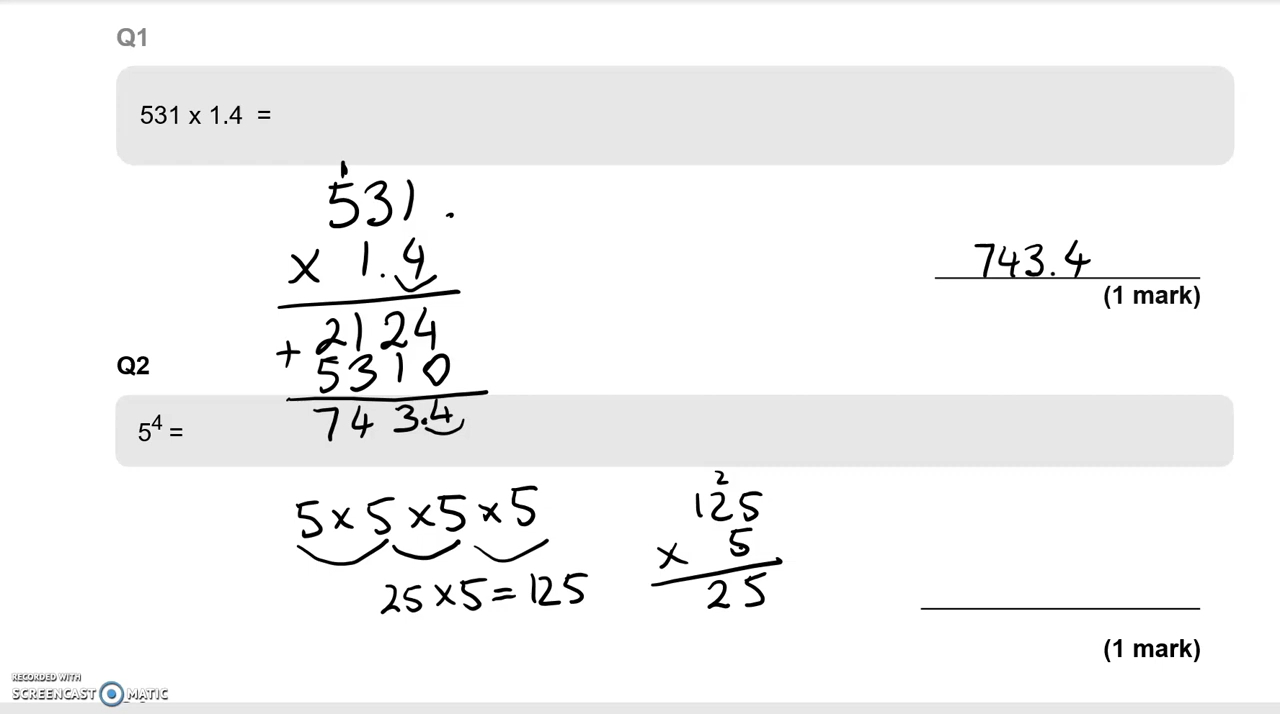 Q1
531 x 1.4 =
1
531.
x 1.4
2124
+ 5310
743.4
743.4
(1 mark)
Q2
5⁴ =
5 x 5 x 5 x 5
25 x 5 = 125
2
125
x 5
25
(1 mark)
RECORDED WITH
SCREENCAST MATIC